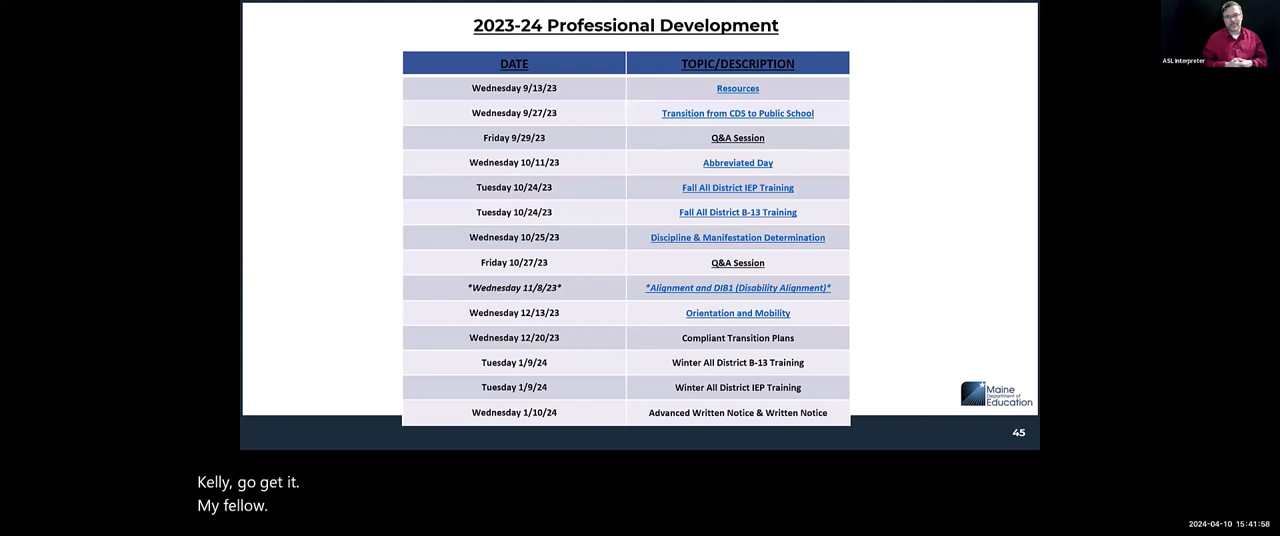 2023-24 Professional Development
ASL Interpreter
DATE TOPIC/DESCRIPTION
Wednesday 9/13/23 Resources
Wednesday 9/27/23 Transition from CDS to Public School
Friday 9/29/23 Q&A Session
Wednesday 10/11/23 Abbreviated Day
Tuesday 10/24/23 Fall All District IEP Training
Tuesday 10/24/23 Fall All District B-13 Training
Wednesday 10/25/23 Discipline & Manifestation Determination
Friday 10/27/23 Q&A Session
*Wednesday 11/8/23* *Alignment and DIB1 (Disability Alignment)*
Wednesday 12/13/23 Orientation and Mobility
Wednesday 12/20/23 Compliant Transition Plans
Tuesday 1/9/24 Winter All District B-13 Training
Tuesday 1/9/24 Winter All District IEP Training
Wednesday 1/10/24 Advanced Written Notice & Written Notice
Maine
Department of
Education
45
Kelly, go get it.
My fellow.
2024-04-10 15:41:58